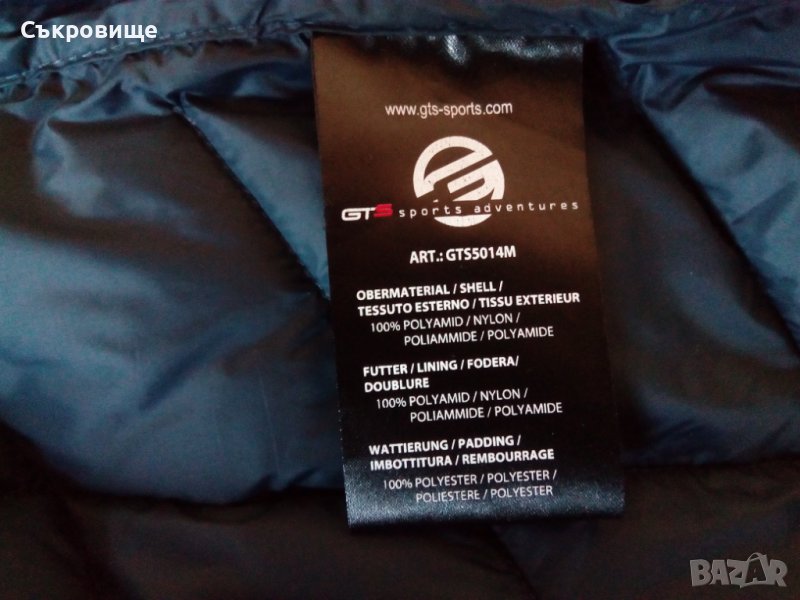 Съкровище
www.gts-sports.com
GTS sports adventures
ART.: GTS5014M
OBERMATERIAL / SHELL /
TESSUTO ESTERNO / TISSU EXTERIEUR
100% POLYAMID / NYLON /
POLIAMMIDE / POLYAMIDE
FUTTER / LINING / FODERA/
DOUBLURE
100% POLYAMID / NYLON /
POLIAMMIDE / POLYAMIDE
WATTIERUNG / PADDING /
IMBOTTITURA / REMBOURRAGE
100% POLYESTER / POLYESTER /
POLIESTERE / POLYESTER
BAZAR